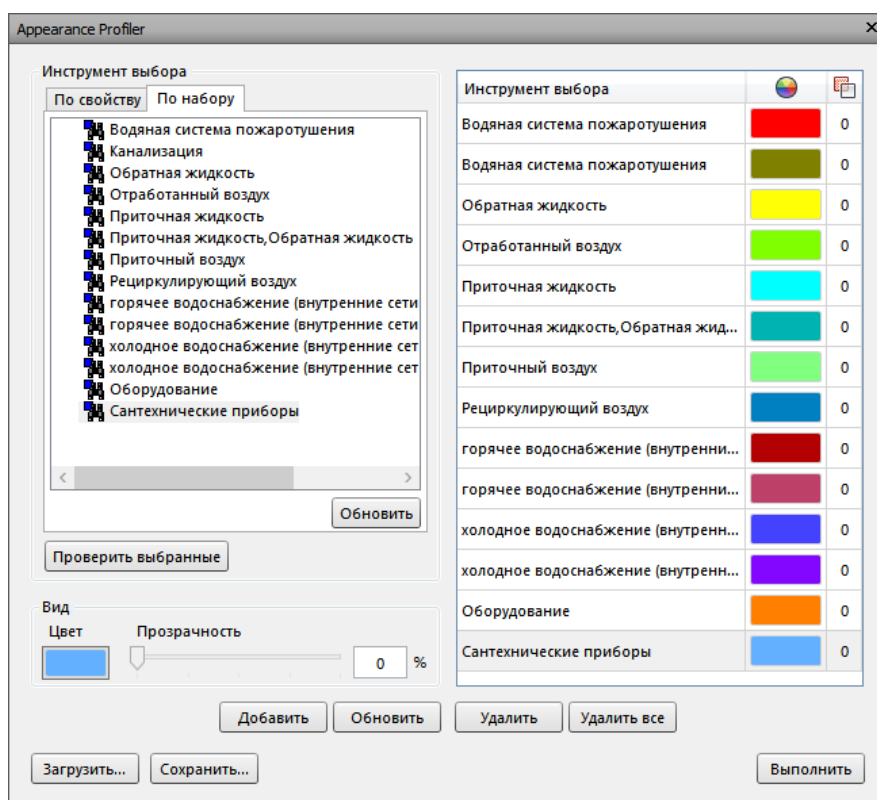 Appearance Profiler
Инструмент выбора
По свойству По набору
Водяная система пожаротушения
Канализация
Обратная жидкость
Отработанный воздух
Приточная жидкость
Приточная жидкость,Обратная жидкость
Приточный воздух
Рециркулирующий воздух
горячее водоснабжение (внутренние сети
горячее водоснабжение (внутренние сети
холодное водоснабжение (внутренние сет
холодное водоснабжение (внутренние сет
Оборудование
Сантехнические приборы
Обновить
Проверить выбранные
Вид
Цвет Прозрачность
0 %
Инструмент выбора
Водяная система пожаротушения 0
Водяная система пожаротушения 0
Обратная жидкость 0
Отработанный воздух 0
Приточная жидкость 0
Приточная жидкость,Обратная жид... 0
Приточный воздух 0
Рециркулирующий воздух 0
горячее водоснабжение (внутренни... 0
горячее водоснабжение (внутренни... 0
холодное водоснабжение (внутренн... 0
холодное водоснабжение (внутренн... 0
Оборудование 0
Сантехнические приборы 0
Добавить Обновить Удалить Удалить все
Загрузить... Сохранить... Выполнить